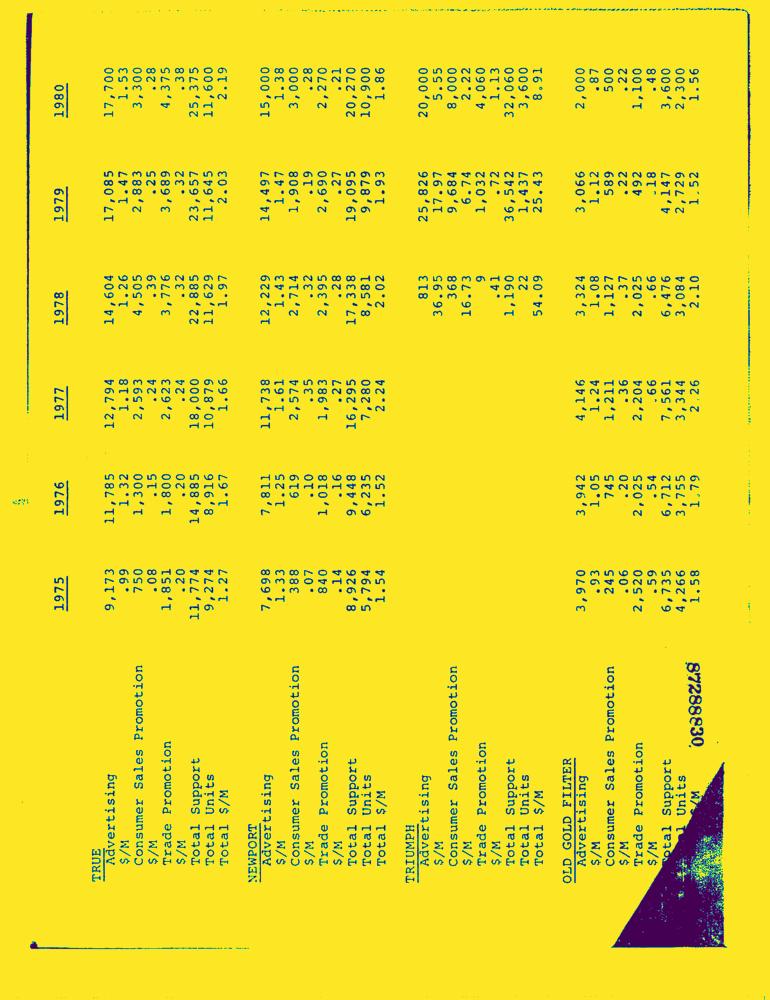 1975 1976 1977 1978 1979 1980
TRUE
Advertising 9,173 11,785 12,794 14,604 17,085 17,700
$/M .99 1.32 1.18 1.26 1.47 1.53
Consumer Sales Promotion 750 1,300 2,593 4,505 2,883 3,300
$/M .08 .15 .24 .39 .25 .28
Trade Promotion 1,851 1,800 2,623 3,776 3,689 4,375
$/M .20 .20 .24 .32 .32 .38
Total Support 11,774 14,885 18,000 22,885 23,657 25,375
Total Units 9,274 8,916 10,879 11,629 11,645 11,600
Total $/M 1.27 1.67 1.66 1.97 2.03 2.19
NEWPORT
Advertising 7,698 7,811 11,738 12,229 14,497 15,000
$/M 1.33 1.25 1.61 1.43 1.47 1.38
Consumer Sales Promotion 388 619 2,574 2,714 1,908 3,000
$/M .07 .10 .35 .32 .19 .28
Trade Promotion 840 1,018 1,983 2,395 2,690 2,270
$/M .14 .16 .27 .28 .27 .21
Total Support 8,926 9,448 16,295 17,338 19,095 20,270
Total Units 5,794 6,235 7,280 8,581 9,879 10,900
Total $/M 1.54 1.52 2.24 2.02 1.93 1.86
TRIUMPH
Advertising 813 25,826 20,000
$/M 36.95 17.97 5.55
Consumer Sales Promotion 368 9,684 8,000
$/M 16.73 6.74 2.22
Trade Promotion 9 1,032 4,060
$/M .41 .72 1.13
Total Support 1,190 36,542 32,060
Total Units 22 1,437 3,600
Total $/M 54.09 25.43 8.91
OLD GOLD FILTER
Advertising 3,970 3,942 4,146 3,324 3,066 2,000
$/M .93 1.05 1.24 1.08 1.12 .87
Consumer Sales Promotion 245 745 1,211 1,127 589 500
$/M .06 .20 .36 .37 .22 .22
Trade Promotion 2,520 2,025 2,204 2,025 492 1,100
$/M .59 .54 .66 .66 .18 .48
otal Support 6,735 6,712 7,561 6,476 4,147 3,600
l Units 4,266 3,755 3,344 3,084 2,729 2,300
$/M 1.58 1.79 2.26 2.10 1.52 1.56
87288830